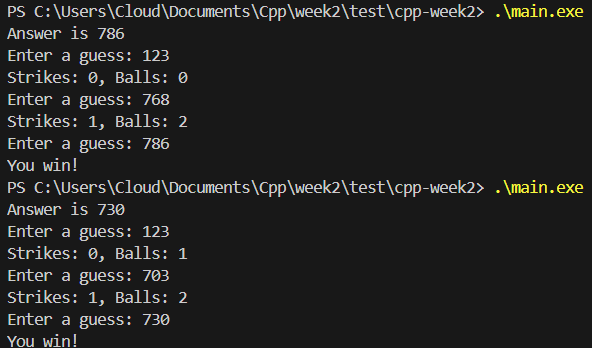 PS C:\Users\Cloud\Documents\Cpp\week2\test\cpp-week2> .\main.exe
Answer is 786
Enter a guess: 123
Strikes: 0, Balls: 0
Enter a guess: 768
Strikes: 1, Balls: 2
Enter a guess: 786
You win!
PS C:\Users\Cloud\Documents\Cpp\week2\test\cpp-week2> .\main.exe
Answer is 730
Enter a guess: 123
Strikes: 0, Balls: 1
Enter a guess: 703
Strikes: 1, Balls: 2
Enter a guess: 730
You win!